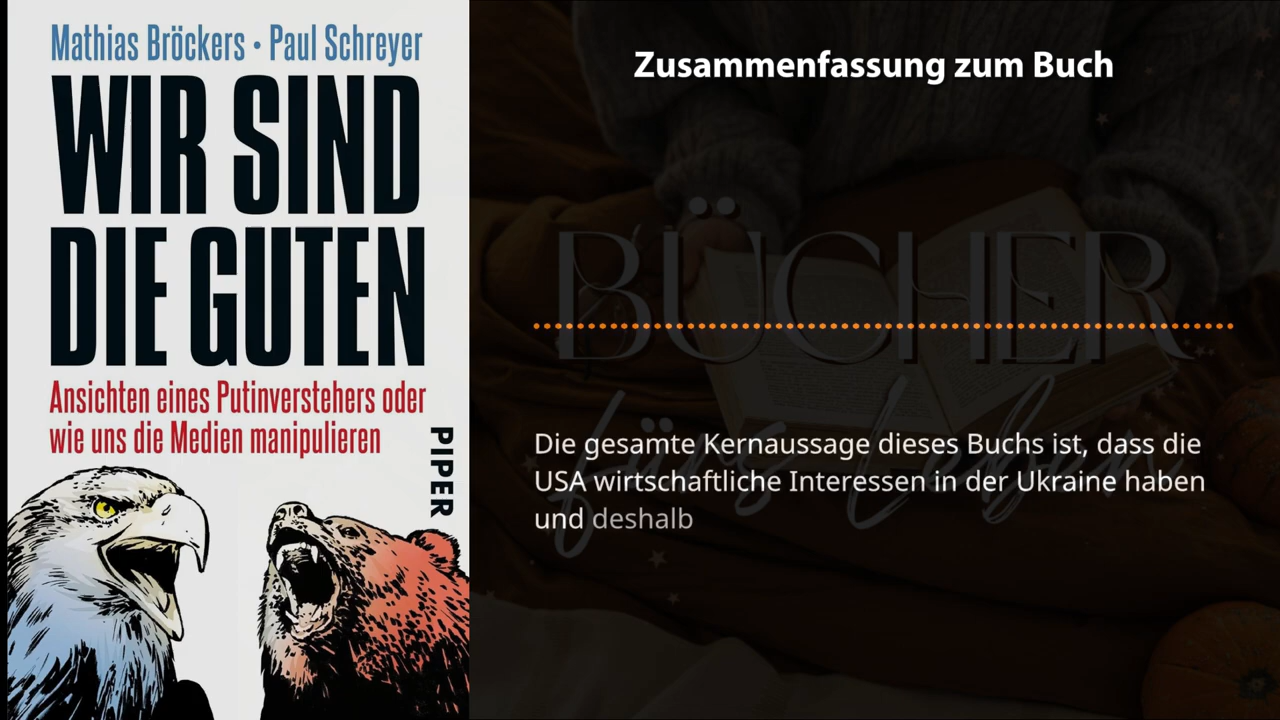 Mathias Bröckers • Paul Schreyer
WIR SIND
DIE GUTEN
Ansichten eines Putinverstehers oder
wie uns die Medien manipulieren
PIPER
Zusammenfassung zum Buch
BÜCHER
fürs Leben
Die gesamte Kernaussage dieses Buchs ist, dass die
USA wirtschaftliche Interessen in der Ukraine haben
und deshalb